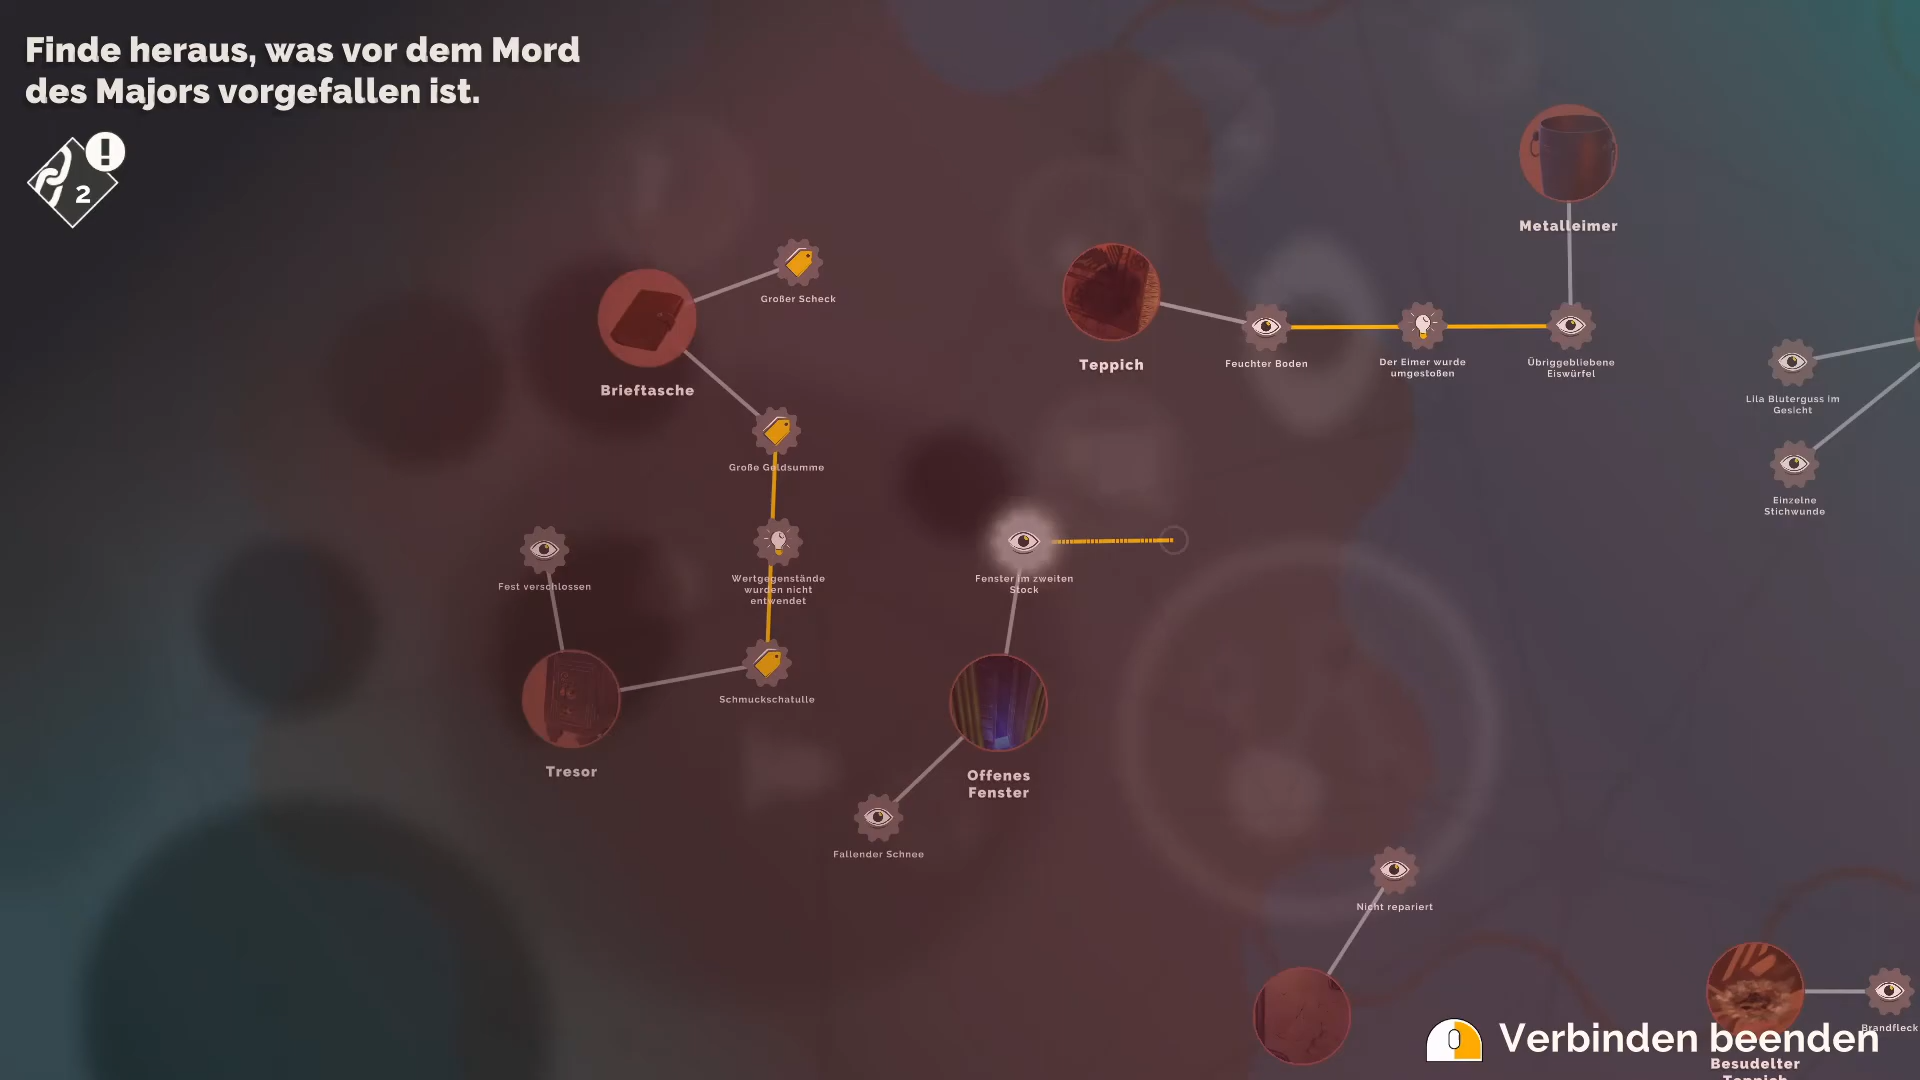 Finde heraus, was vor dem Mord
des Majors vorgefallen ist.
2
Metalleimer
Großer Scheck
Brieftasche
Teppich
Feuchter Boden
Der Eimer wurde
umgestoßen
Übriggebliebene
Eiswürfel
Lila Bluterguss im
Gesicht
Große Geldsumme
Einzelne
Stichwunde
Fest verschlossen
Wertgegenstände
wurden nicht
entwendet
Fenster im zweiten
Stock
Schmuckschatulle
Tresor
Offenes
Fenster
Fallender Schnee
Nicht repariert
Brandfleck
Verbinden beenden
Besudelter
Teppich